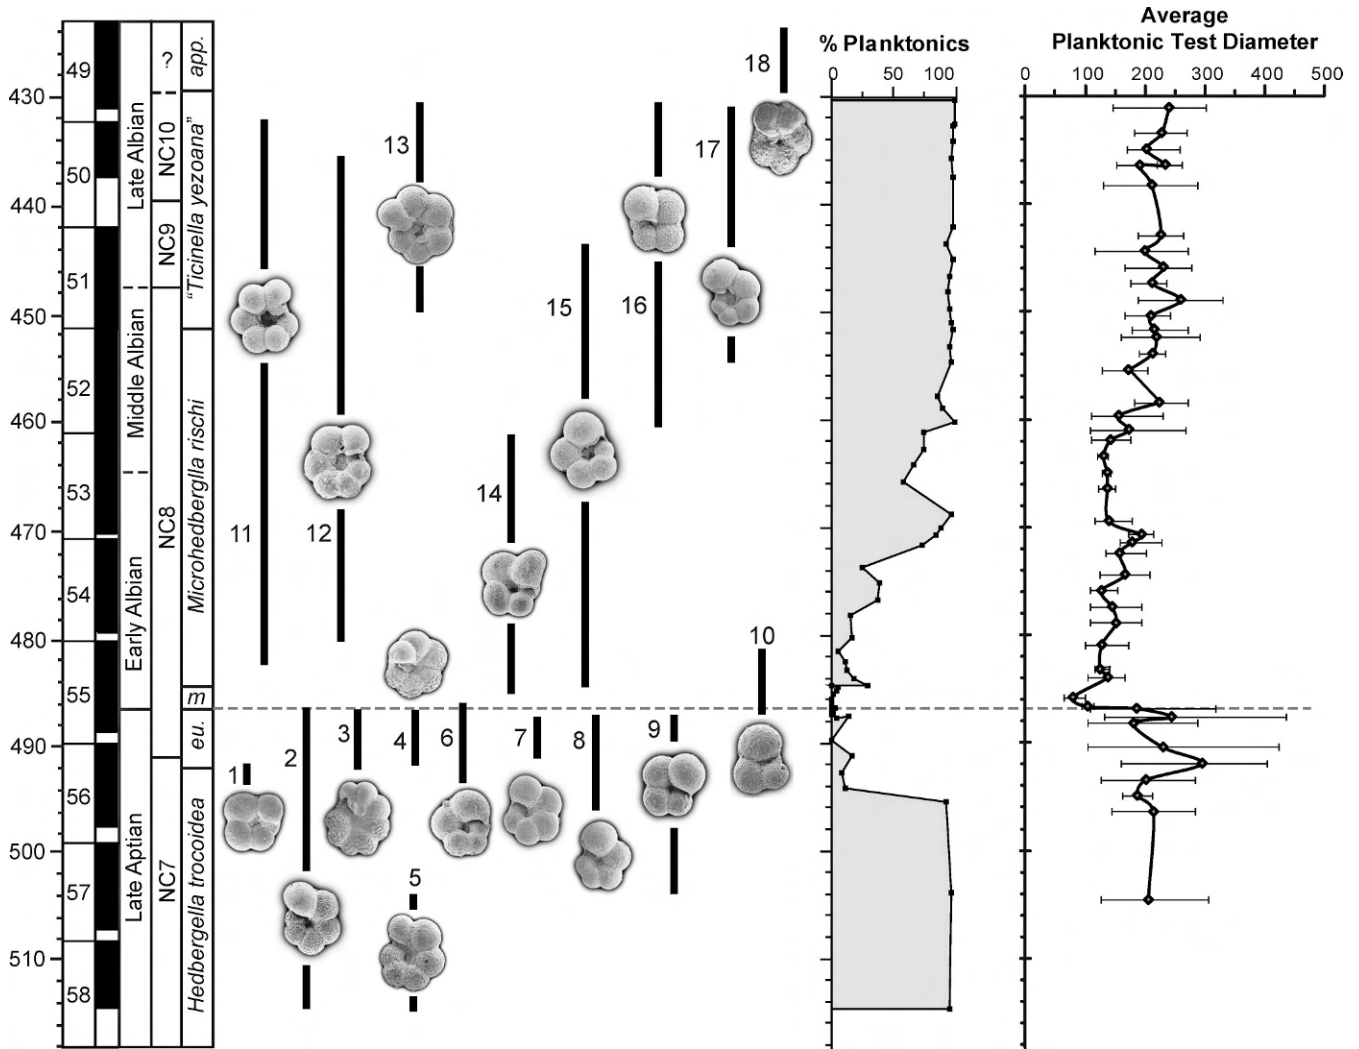 Average
Planktonic Test Diameter
% Planktonics
0 50 100
0 100 200 300 400 500
430
440
450
460
470
480
490
500
510
49
50
51
52
53
54
55
56
57
58
Late Albian
Middle Albian
Early Albian
Late Aptian
?
NC10
NC9
NC8
NC7
app.
“Ticinella yezoana”
Microhedberglla rischi
m
eu.
Hedbergella trocoidea
18
17
13
16
15
11
12
14
10
9
8
7
6
4
3
2
1
5